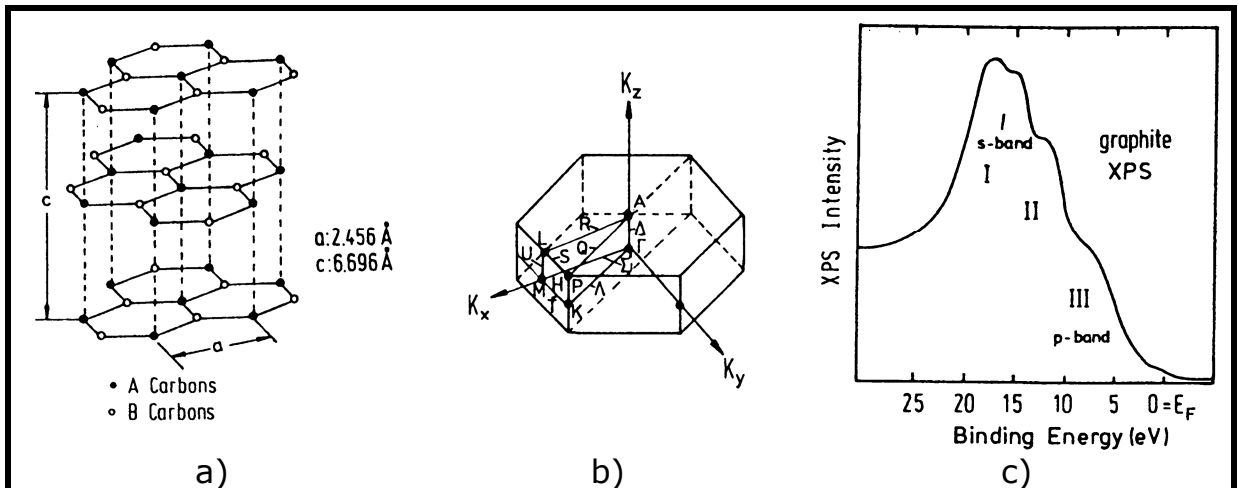 c
a
a:2.456 Å
c:6.696 Å
• A Carbons
○ B Carbons
a)
K_z
A
R
Δ
L
Q
Γ
U
S
Σ
M
H
P
Λ
T
K
K_x
K_y
b)
XPS Intensity
I
s-band
I
II
III
p-band
graphite
XPS
25 20 15 10 5 0=E_F
Binding Energy (eV)
c)